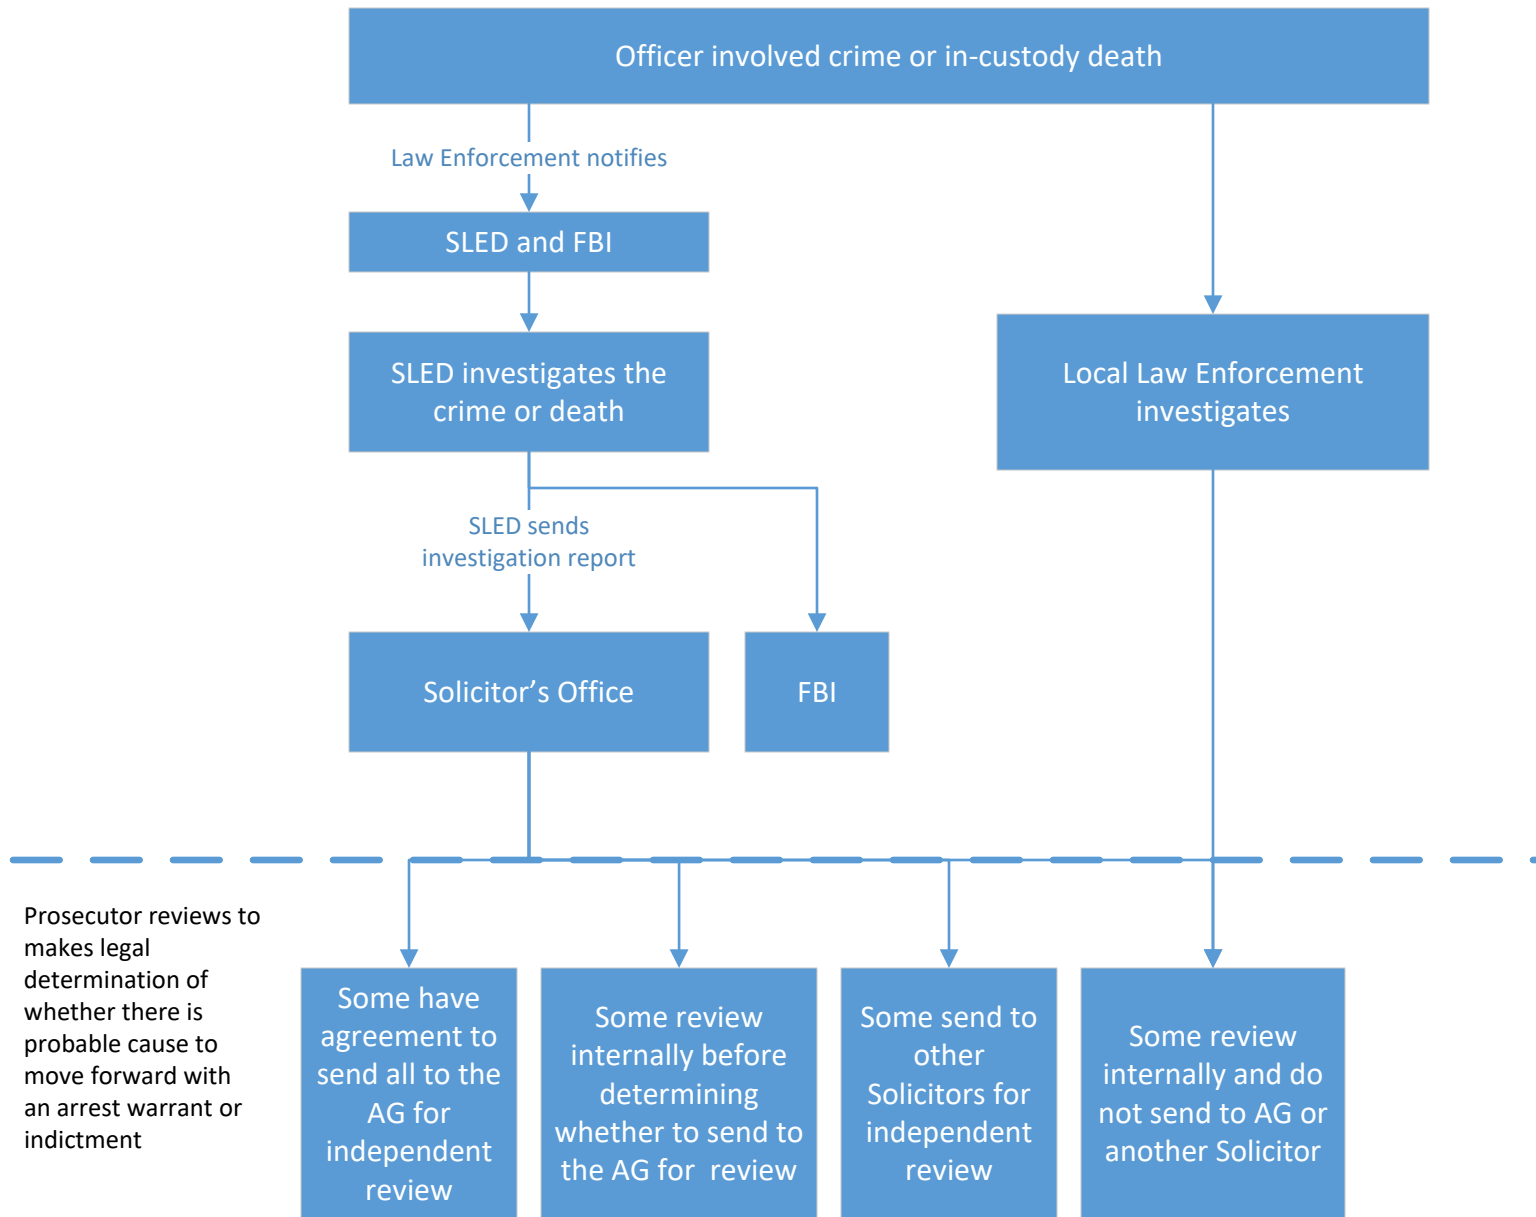 Officer involved crime or in-custody death
Law Enforcement notifies
SLED and FBI
SLED investigates the
crime or death
Local Law Enforcement
investigates
SLED sends
investigation report
Solicitor’s Office
FBI
Prosecutor reviews to
makes legal
determination of
whether there is
probable cause to
move forward with
an arrest warrant or
indictment
Some have
agreement to
send all to the
AG for
independent
review
Some review
internally before
determining
whether to send to
the AG for  review
Some send to
other
Solicitors for
independent
review
Some review
internally and do
not send to AG or
another Solicitor